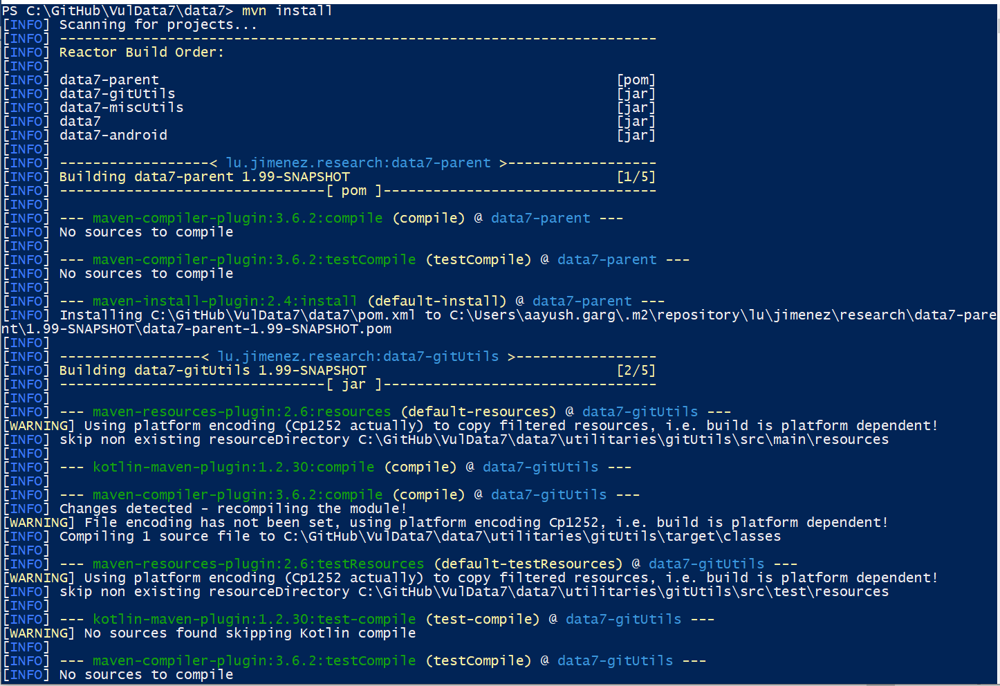 PS C:\GitHub\VulData7\data7> mvn install
[INFO] Scanning for projects...
[INFO] ------------------------------------------------------------------------
[INFO] Reactor Build Order:
[INFO]
[INFO] data7-parent                                                       [pom]
[INFO] data7-gitUtils                                                     [jar]
[INFO] data7-miscUtils                                                    [jar]
[INFO] data7                                                              [jar]
[INFO] data7-android                                                      [jar]
[INFO]
[INFO] ------------------< lu.jimenez.research:data7-parent >------------------
[INFO] Building data7-parent 1.99-SNAPSHOT                                [1/5]
[INFO] --------------------------------[ pom ]---------------------------------
[INFO]
[INFO] --- maven-compiler-plugin:3.6.2:compile (compile) @ data7-parent ---
[INFO] No sources to compile
[INFO]
[INFO] --- maven-compiler-plugin:3.6.2:testCompile (testCompile) @ data7-parent ---
[INFO] No sources to compile
[INFO]
[INFO] --- maven-install-plugin:2.4:install (default-install) @ data7-parent ---
[INFO] Installing C:\GitHub\VulData7\data7\pom.xml to C:\Users\aayush.garg\.m2\repository\lu\jimenez\research\data7-pare
nt\1.99-SNAPSHOT\data7-parent-1.99-SNAPSHOT.pom
[INFO]
[INFO] -----------------< lu.jimenez.research:data7-gitUtils >-----------------
[INFO] Building data7-gitUtils 1.99-SNAPSHOT                              [2/5]
[INFO] --------------------------------[ jar ]---------------------------------
[INFO]
[INFO] --- maven-resources-plugin:2.6:resources (default-resources) @ data7-gitUtils ---
[WARNING] Using platform encoding (Cp1252 actually) to copy filtered resources, i.e. build is platform dependent!
[INFO] skip non existing resourceDirectory C:\GitHub\VulData7\data7\utilitaries\gitUtils\src\main\resources
[INFO]
[INFO] --- kotlin-maven-plugin:1.2.30:compile (compile) @ data7-gitUtils ---
[INFO]
[INFO] --- maven-compiler-plugin:3.6.2:compile (compile) @ data7-gitUtils ---
[INFO] Changes detected - recompiling the module!
[WARNING] File encoding has not been set, using platform encoding Cp1252, i.e. build is platform dependent!
[INFO] Compiling 1 source file to C:\GitHub\VulData7\data7\utilitaries\gitUtils\target\classes
[INFO]
[INFO] --- maven-resources-plugin:2.6:testResources (default-testResources) @ data7-gitUtils ---
[WARNING] Using platform encoding (Cp1252 actually) to copy filtered resources, i.e. build is platform dependent!
[INFO] skip non existing resourceDirectory C:\GitHub\VulData7\data7\utilitaries\gitUtils\src\test\resources
[INFO]
[INFO] --- kotlin-maven-plugin:1.2.30:test-compile (test-compile) @ data7-gitUtils ---
[WARNING] No sources found skipping Kotlin compile
[INFO]
[INFO] --- maven-compiler-plugin:3.6.2:testCompile (testCompile) @ data7-gitUtils ---
[INFO] No sources to compile